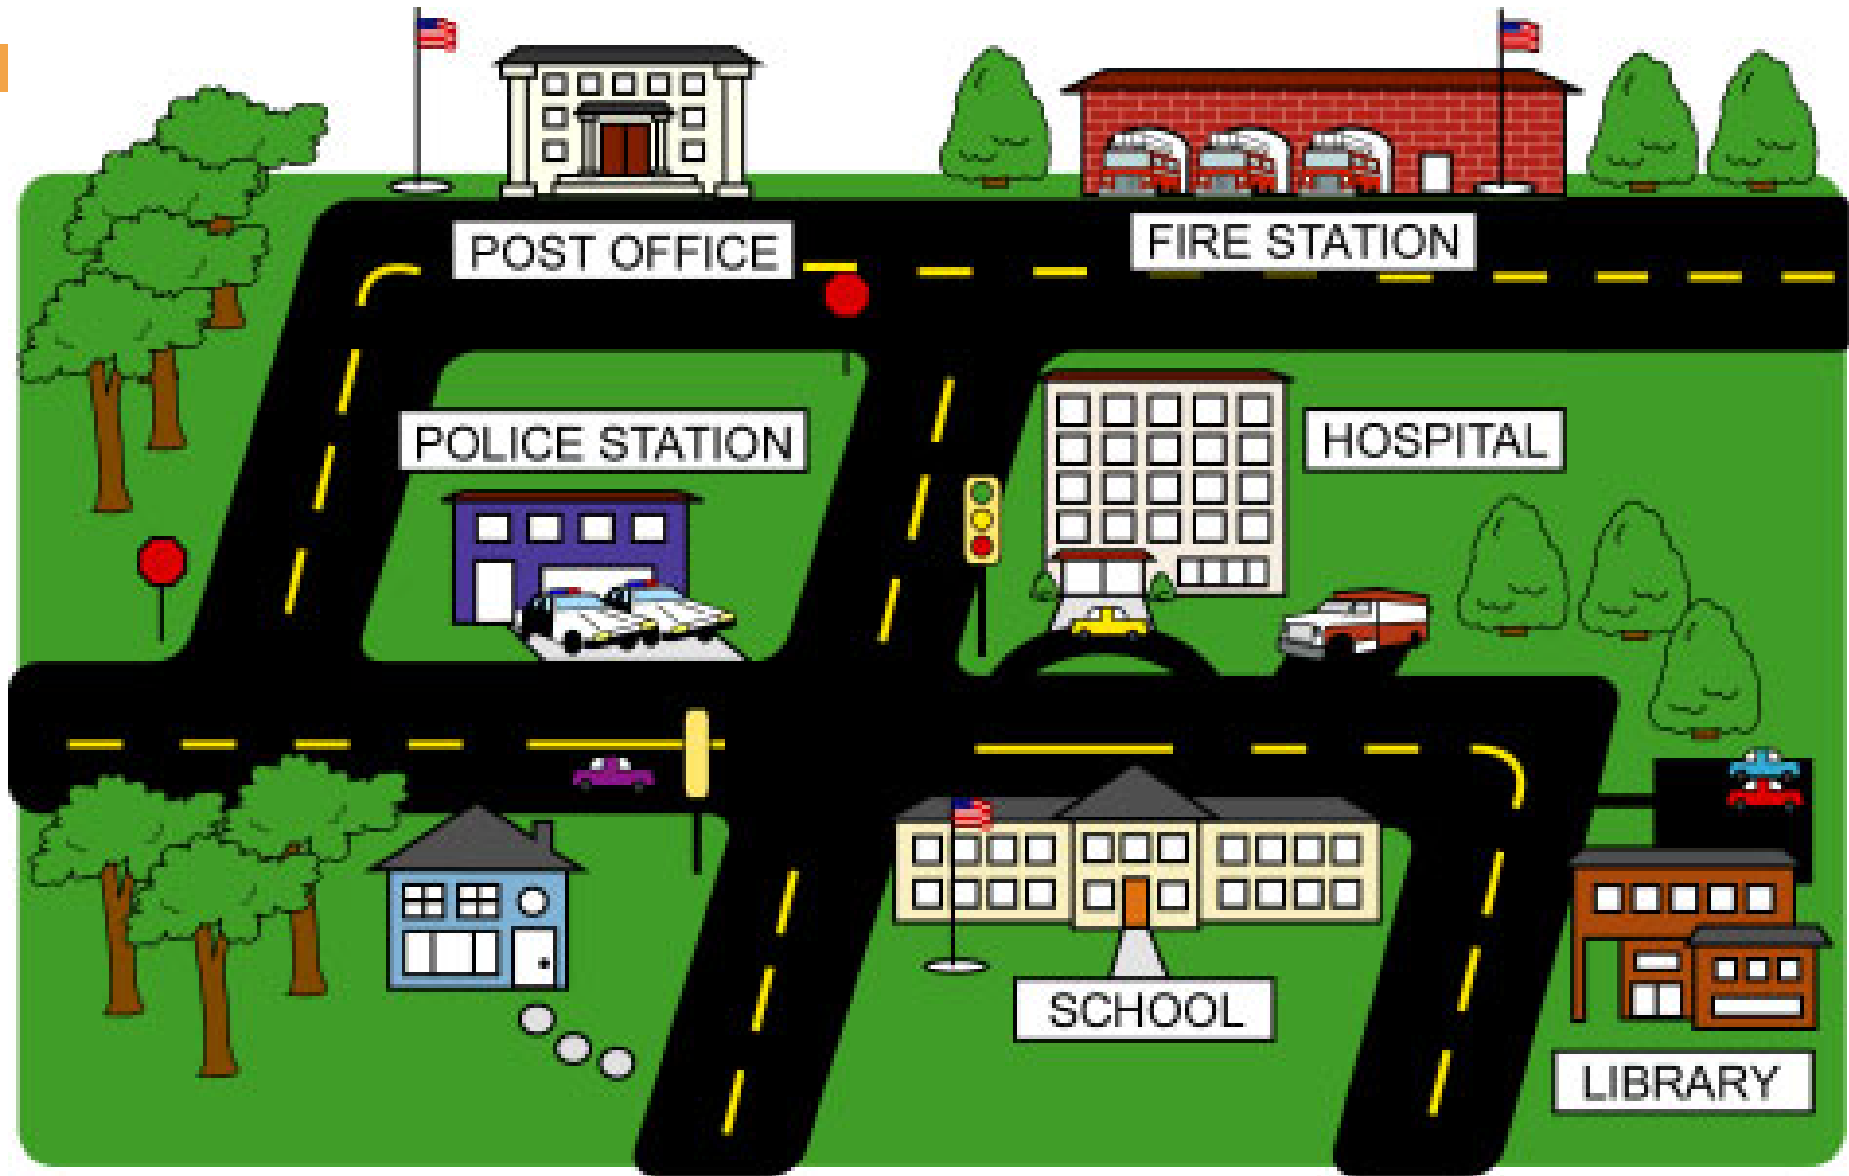 POST OFFICE
FIRE STATION
POLICE STATION
HOSPITAL
SCHOOL
LIBRARY